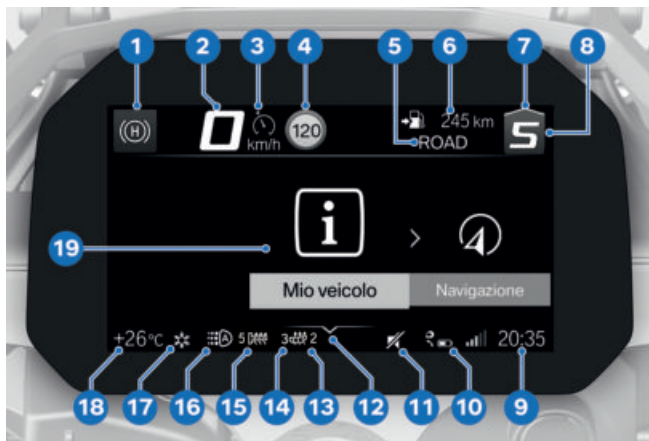 1 2 3 4 5 6 7 8
(H) 0 km/h 120 245 km S
ROAD
i
19
Mio veicolo Navigazione
+26°C A 5 3 2 20:35
18 17 16 15 14 13 12 11 10 9